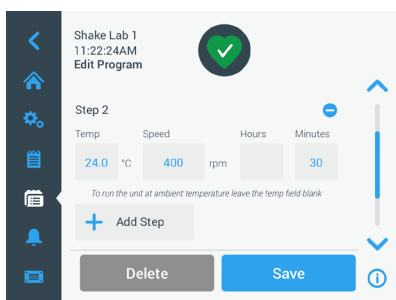 Shake Lab 1
11:22:24AM
Edit Program
Step 2
Temp Speed Hours Minutes
24.0 °C 400 rpm 30
To run the unit at ambient temperature leave the temp field blank
+ Add Step
Delete Save